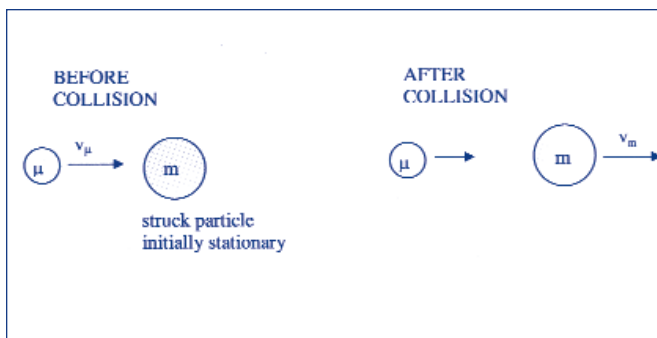 BEFORE
COLLISION
AFTER
COLLISION
vμ
vm
μ
m
μ
m
struck particle
initially stationary